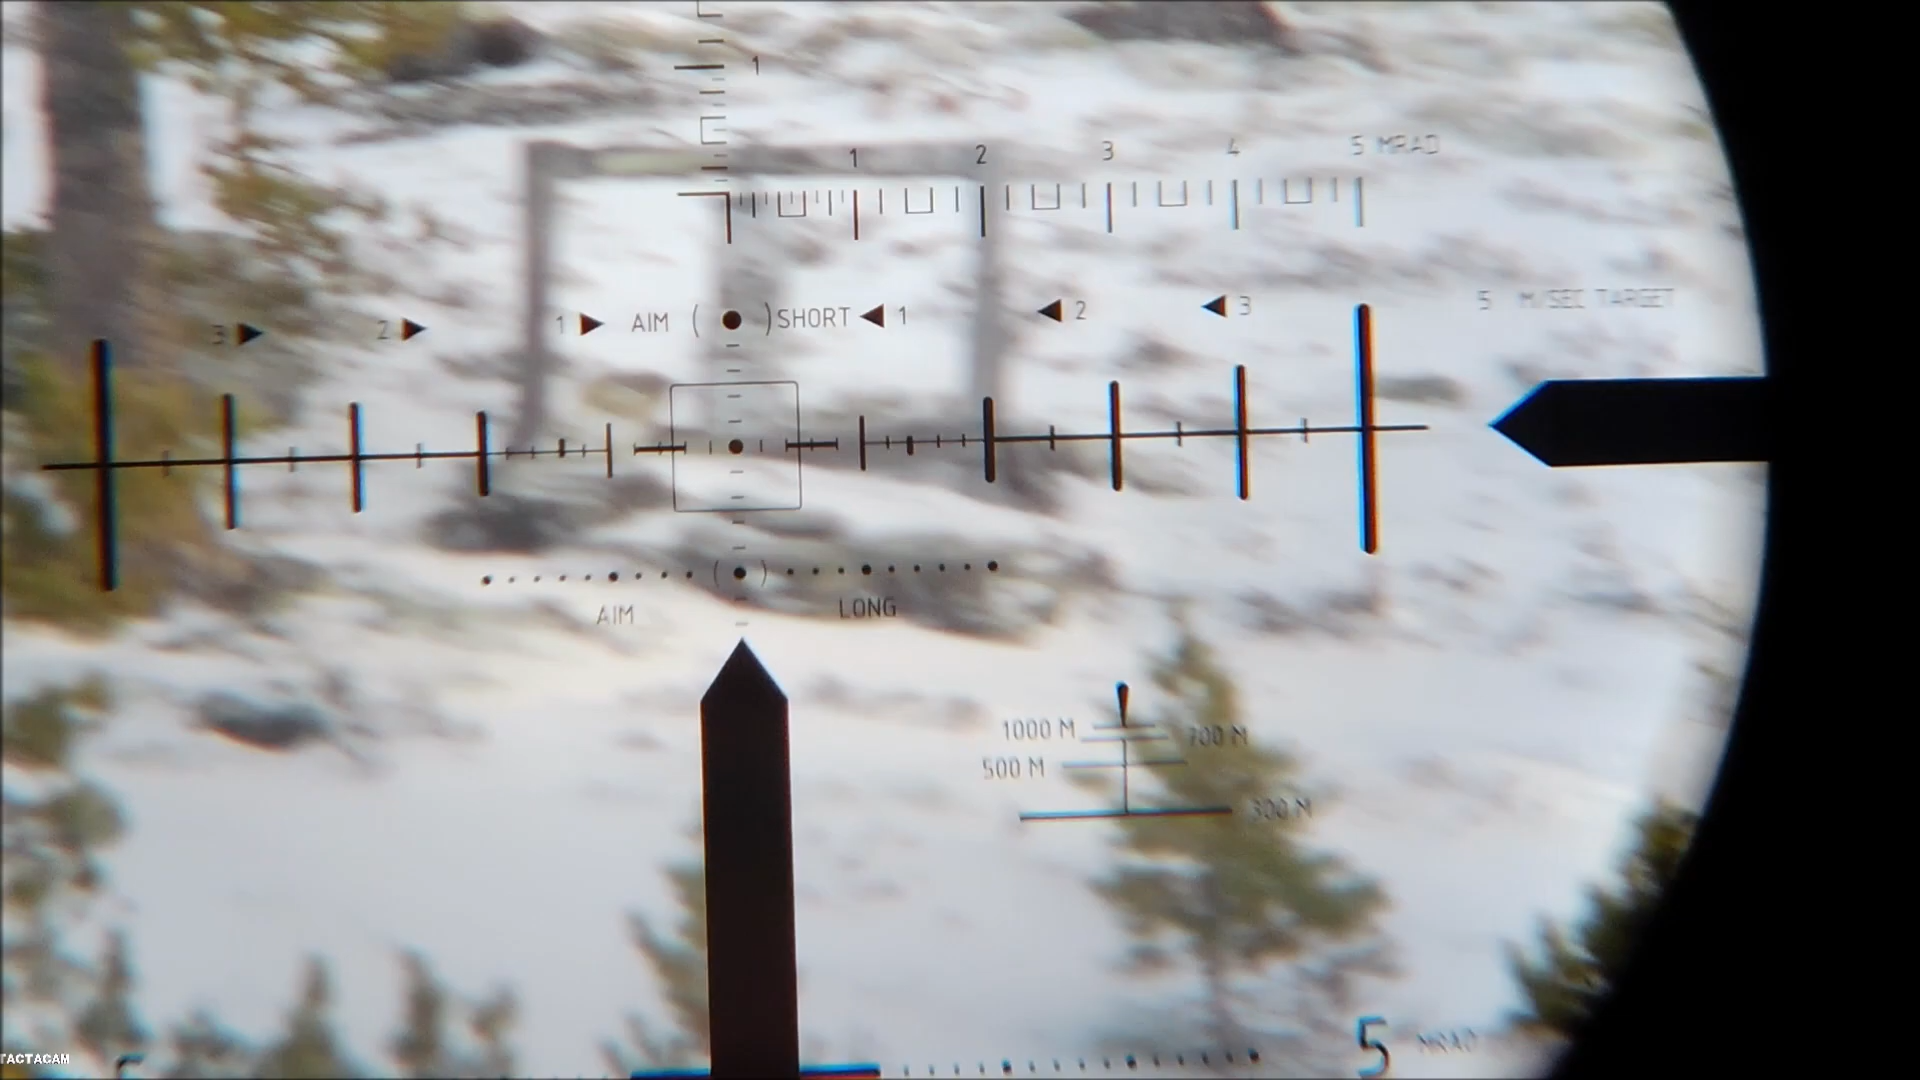 1
1 2 3 4 5 MRAD
5 M/SEC TARGET
3 2 1 AIM ( ) SHORT 1 2 3
( )
AIM LONG
1000 M 700 M
500 M
300 M
5 MRAD
TACTACAM